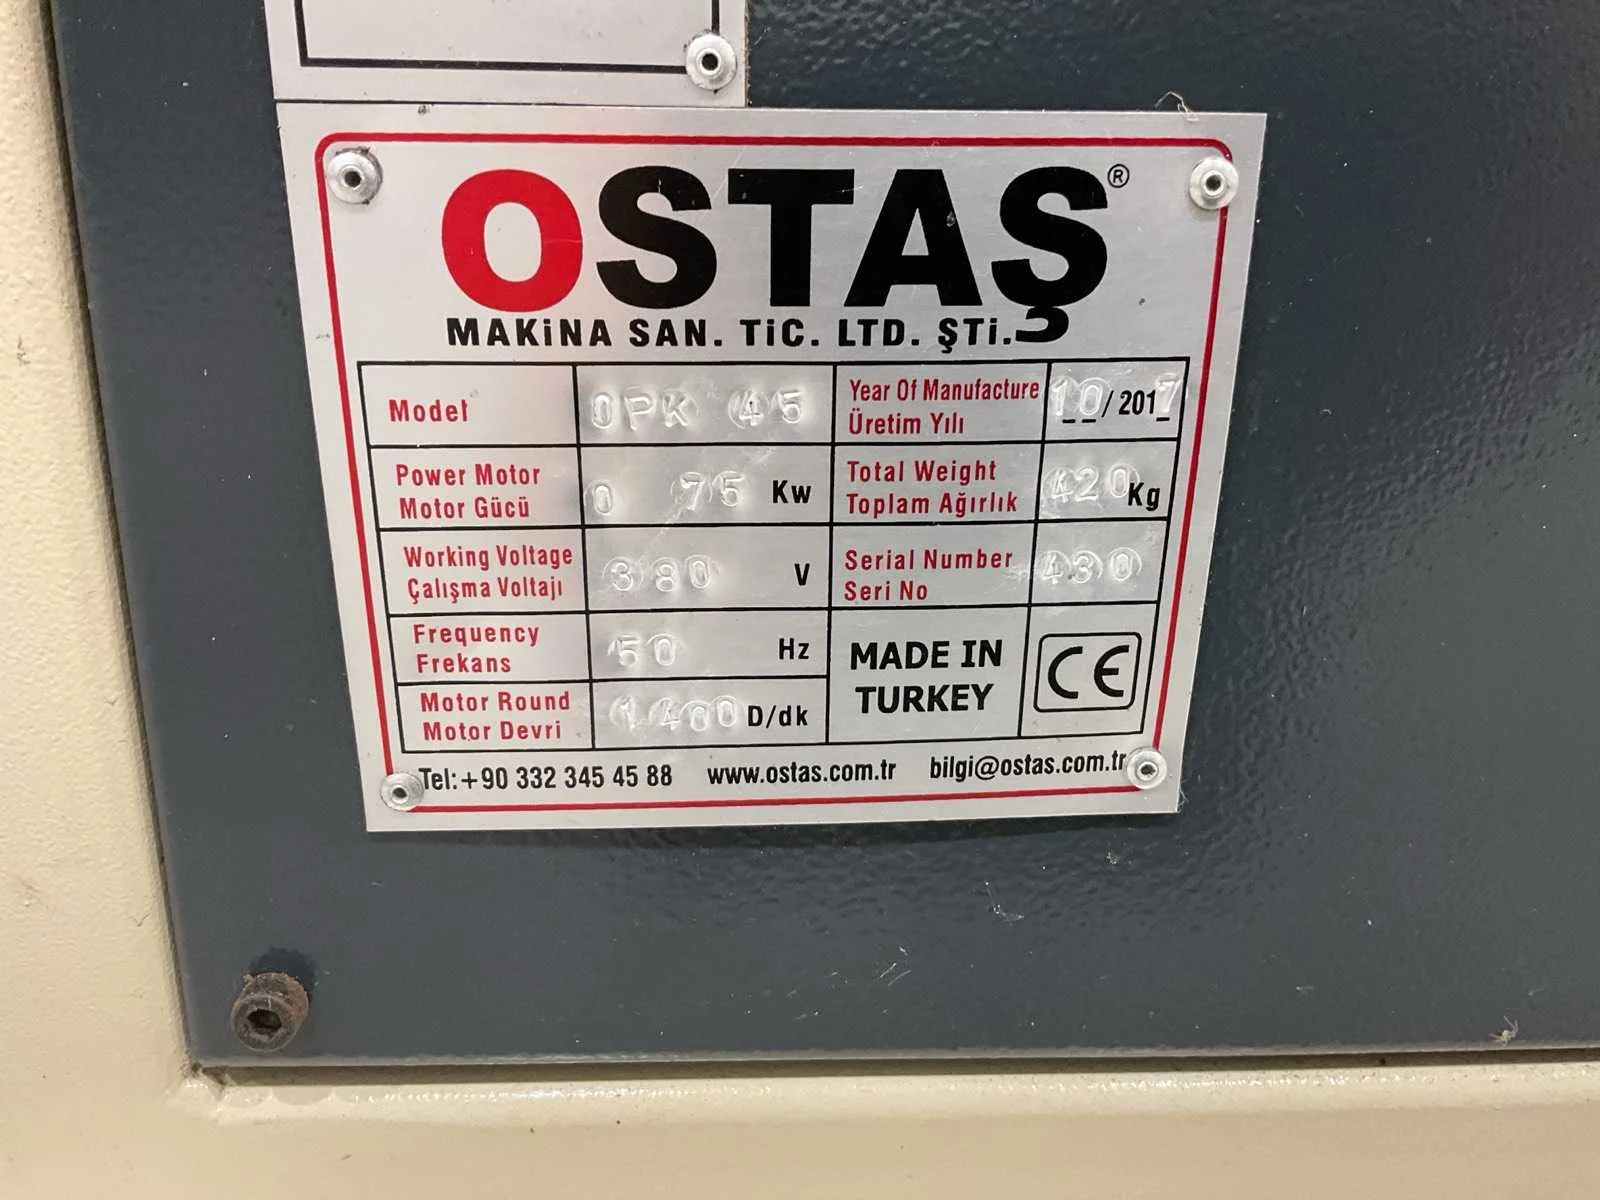 OSTAŞ®
MAKiNA SAN. TiC. LTD. ŞTi.
Model OPK 45
Year Of Manufacture
Üretim Yılı
10/2017
Power Motor
Motor Gücü
0 75 Kw
Total Weight
Toplam Ağırlık
420 Kg
Working Voltage
Çalışma Voltajı
380 V
Serial Number
Seri No
430
Frequency
Frekans
50 Hz
MADE IN
TURKEY
CE
Motor Round
Motor Devri
1400 D/dk
Tel:+90 332 345 45 88 www.ostas.com.tr bilgi@ostas.com.tr